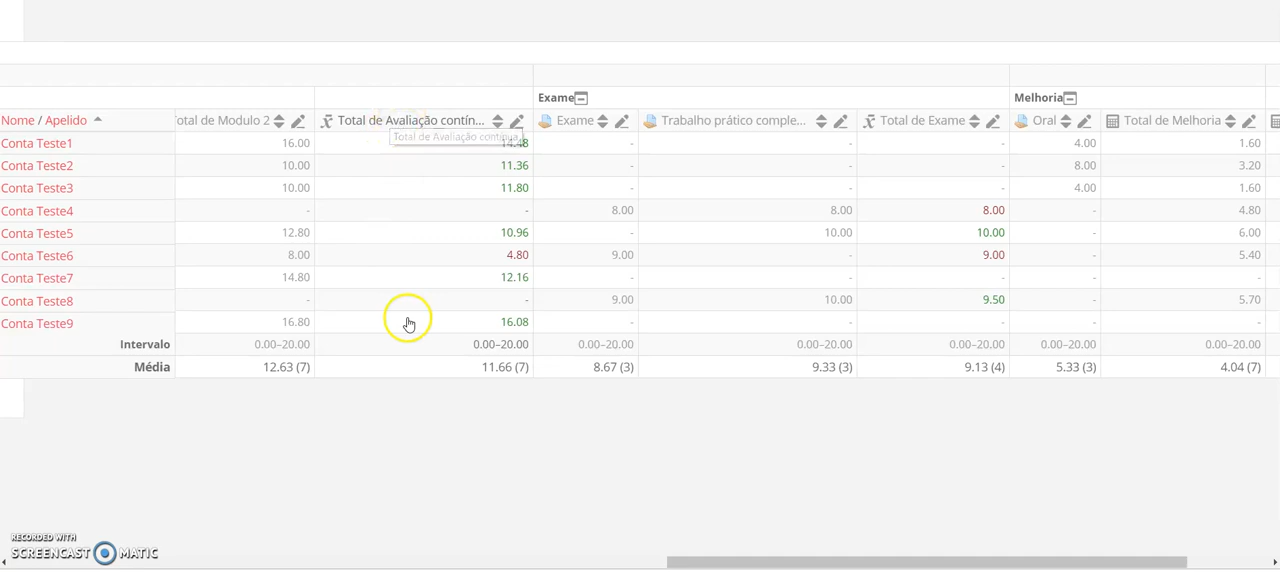 Exame Melhoria
Nome / Apelido Total de Modulo 2 Total de Avaliação contín... Exame Trabalho prático comple... Total de Exame Oral Total de Melhoria
Total de Avaliação contínua
Conta Teste1 16.00 14.48 - - - 4.00 1.60
Conta Teste2 10.00 11.36 - - - 8.00 3.20
Conta Teste3 10.00 11.80 - - - 4.00 1.60
Conta Teste4 - - 8.00 8.00 8.00 - 4.80
Conta Teste5 12.80 10.96 - 10.00 10.00 - 6.00
Conta Teste6 8.00 4.80 9.00 - 9.00 - 5.40
Conta Teste7 14.80 12.16 - - - - -
Conta Teste8 - - 9.00 10.00 9.50 - 5.70
Conta Teste9 16.80 16.08 - - - - -
Intervalo 0.00–20.00 0.00–20.00 0.00–20.00 0.00–20.00 0.00–20.00 0.00–20.00 0.00–20.00
Média 12.63 (7) 11.66 (7) 8.67 (3) 9.33 (3) 9.13 (4) 5.33 (3) 4.04 (7)
RECORDED WITH
SCREENCAST MATIC